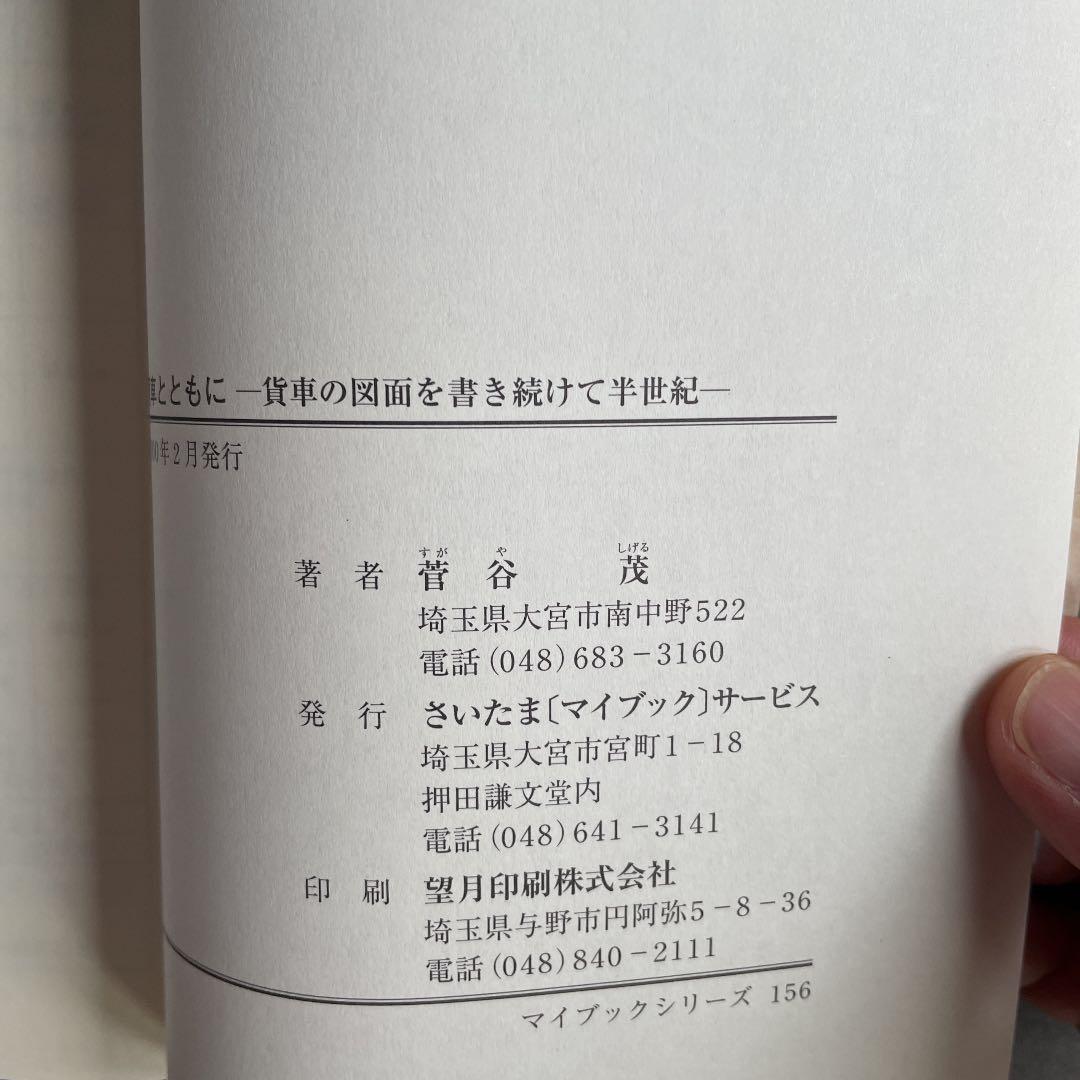 車とともに ―貨車の図面を書き続けて半世紀―
0年2月発行
著者 菅谷 茂
すが や しげる
埼玉県大宮市南中野522
電話(048)683-3160
発行 さいたま〔マイブック〕サービス
埼玉県大宮市宮町1-18
押田謙文堂内
電話(048)641-3141
印刷 望月印刷株式会社
埼玉県与野市円阿弥5-8-36
電話(048)840-2111
マイブックシリーズ 156